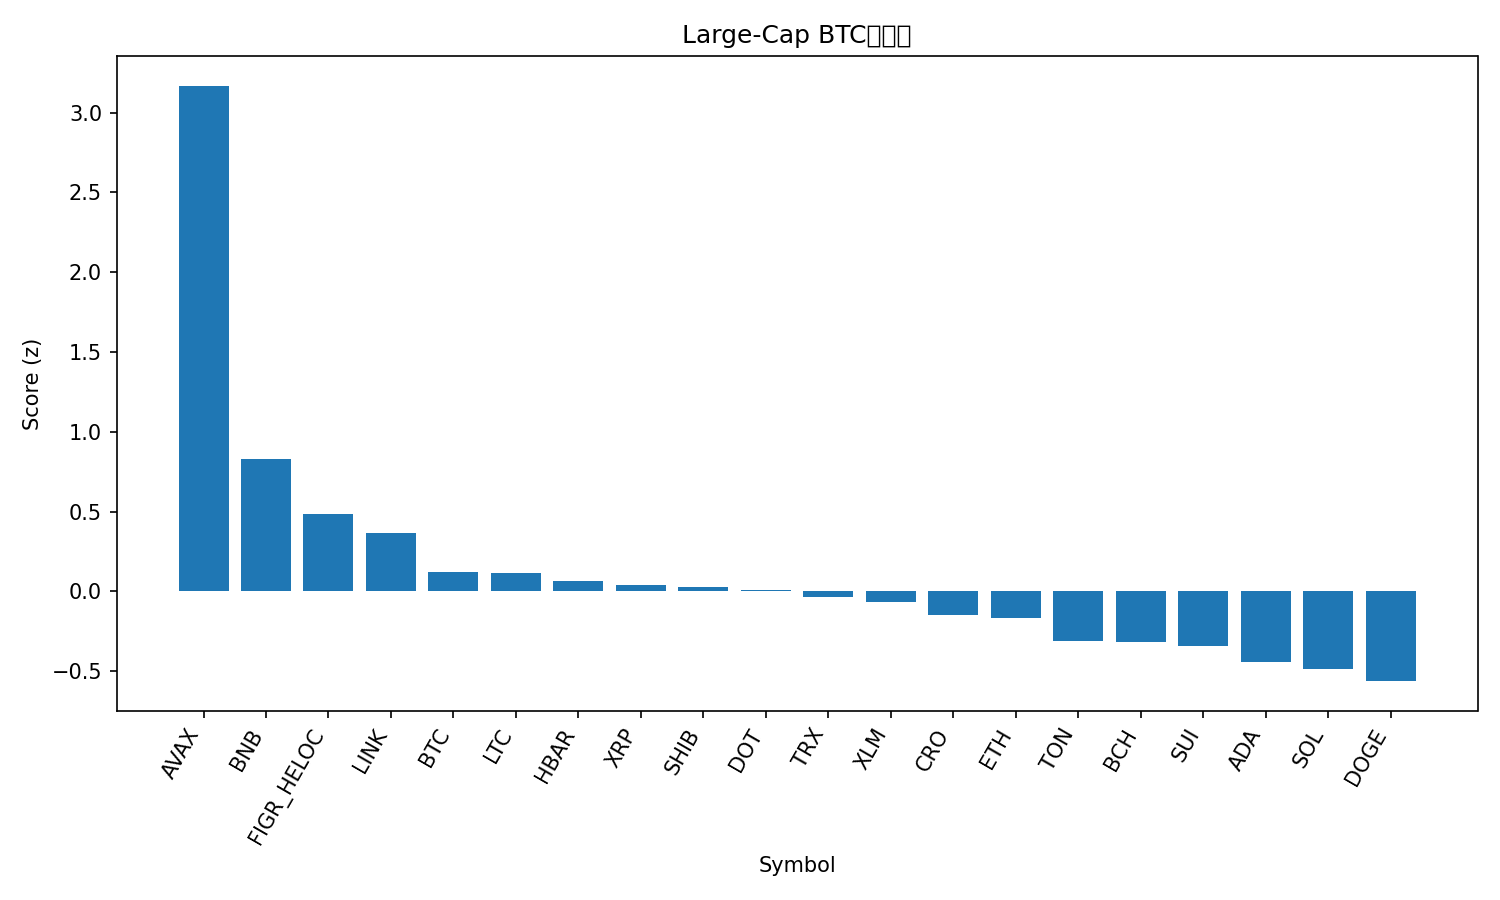 Large-Cap BTC
3.0
2.5
2.0
1.5
1.0
0.5
0.0
−0.5
Score (z)
AVAX
BNB
FIGR_HELOC
LINK
BTC
LTC
HBAR
XRP
SHIB
DOT
TRX
XLM
CRO
ETH
TON
BCH
SUI
ADA
SOL
DOGE
Symbol